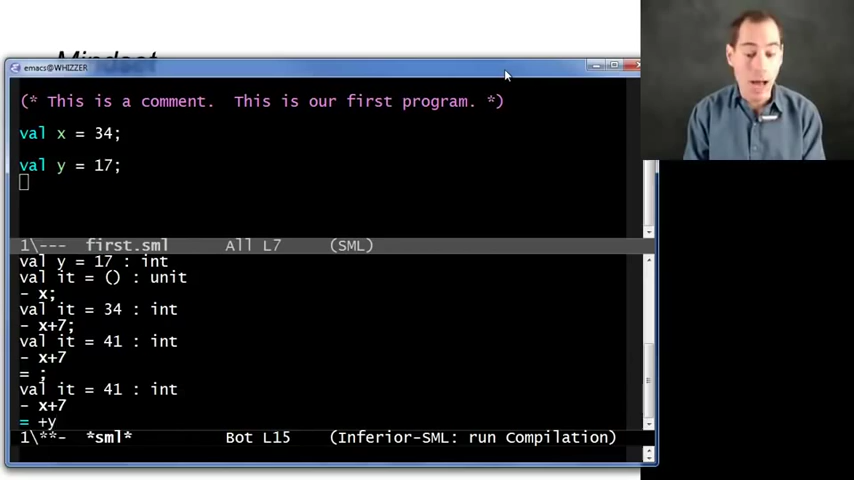 Mindset
emacs@WHIZZER
(* This is a comment.  This is our first program. *)
val x = 34;
val y = 17;
1\---  first.sml       All L7      (SML)
val y = 17 : int
val it = () : unit
- x;
val it = 34 : int
- x+7;
val it = 41 : int
- x+7
= ;
val it = 41 : int
- x+7
= +y
1\**-  *sml*           Bot L15     (Inferior-SML: run Compilation)